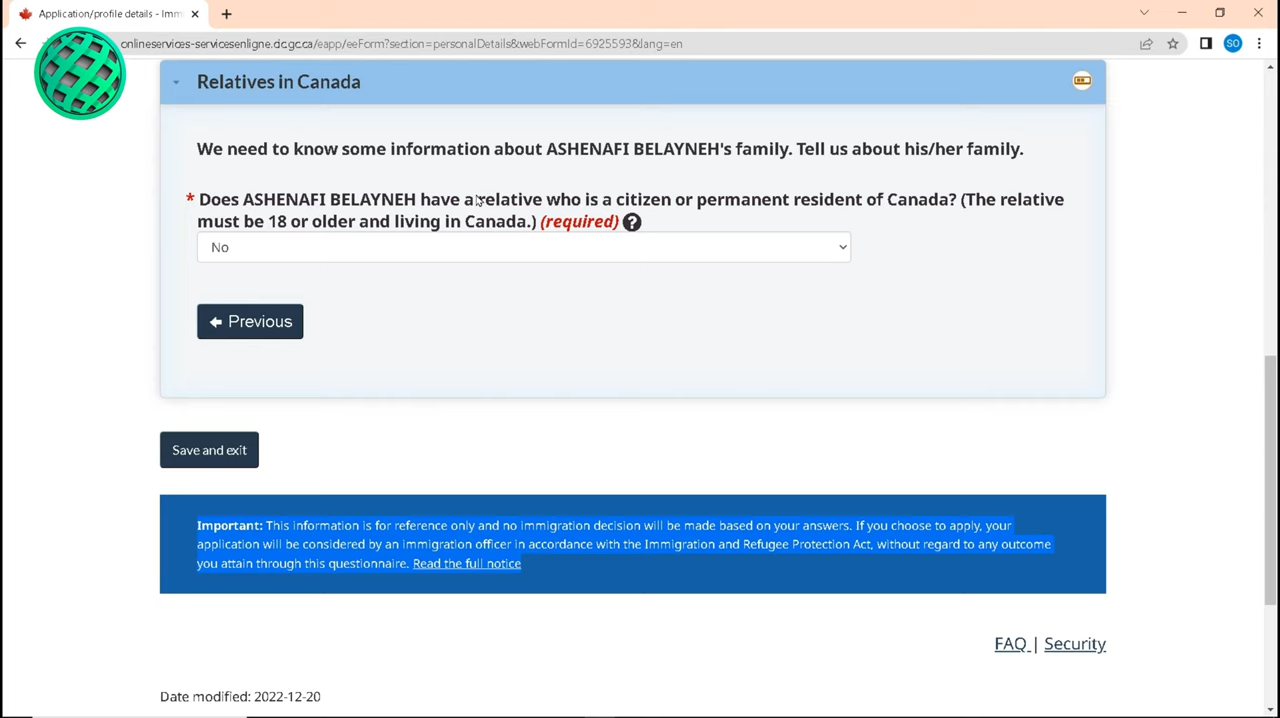 Application/profile details - Imm
onlineservices-servicesenligne.cic.gc.ca/eapp/eeForm?section=personalDetails&webFormId=6925593&lang=en
SO
Relatives in Canada
We need to know some information about ASHENAFI BELAYNEH's family. Tell us about his/her family.
* Does ASHENAFI BELAYNEH have a relative who is a citizen or permanent resident of Canada? (The relative
must be 18 or older and living in Canada.) (required) ?
No
Previous
Save and exit
Important: This information is for reference only and no immigration decision will be made based on your answers. If you choose to apply, your
application will be considered by an immigration officer in accordance with the Immigration and Refugee Protection Act, without regard to any outcome
you attain through this questionnaire. Read the full notice
FAQ | Security
Date modified: 2022-12-20